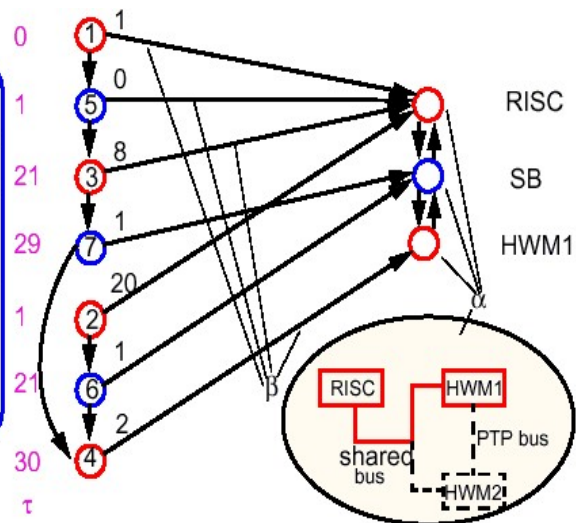 0 1 1
1 5 0 RISC
21 3 8 SB
29 7 1 HWM1
1 2 20
21 6 1
30 4 2
τ
α
β
RISC HWM1
PTP bus
shared
bus
HWM2